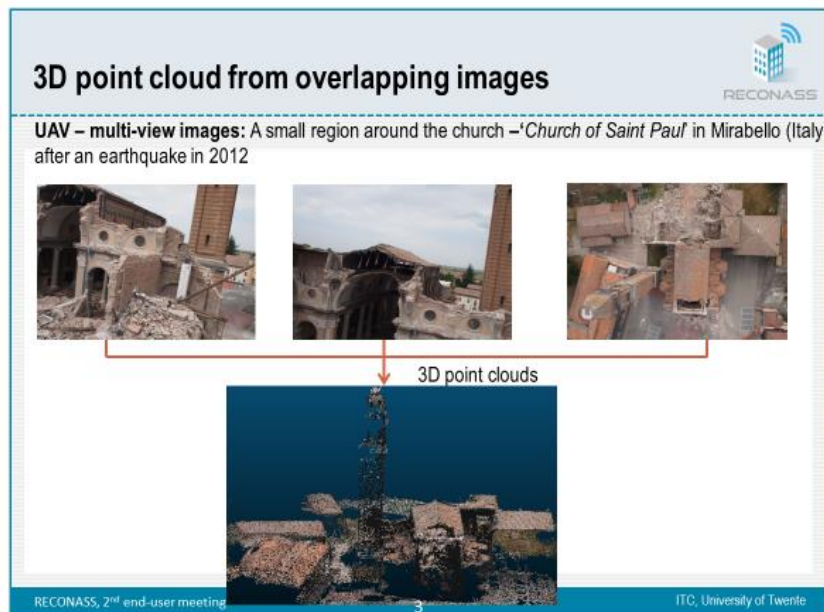 3D point cloud from overlapping images
RECONASS
UAV – multi-view images: A small region around the church –‘Church of Saint Paul’ in Mirabello (Italy
after an earthquake in 2012
3D point clouds
RECONASS, 2nd end-user meeting
3
ITC, University of Twente